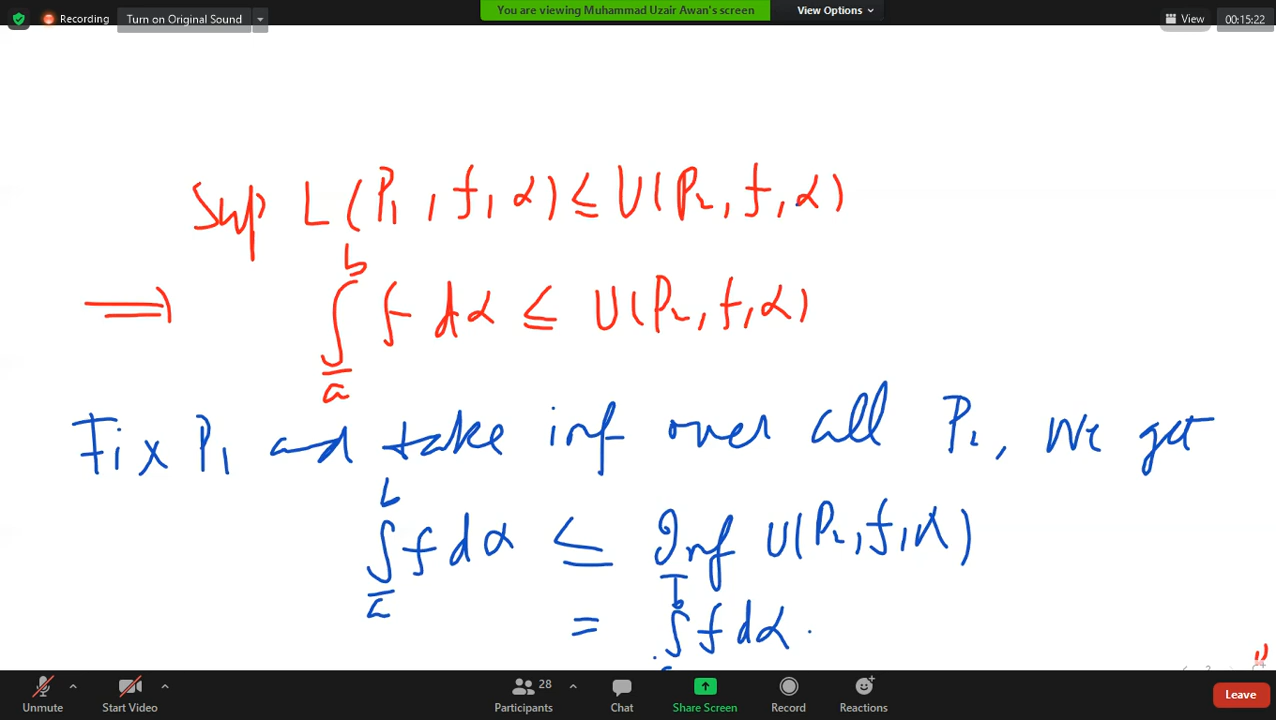 Recording Turn on Original Sound You are viewing Muhammad Uzair Awan's screen View Options View 00:15:22
Sup L(P₁, f, α) ≤ U(P₂, f, α)
b
⟹ ∫ f dα ≤ U(P₂, f, α)
a
Fix P₁ and take inf over all P₂, We get
b
∫ f dα ≤ Inf U(P₂, f, α)
a
b
= ∫ f dα.
Unmute Start Video 28 Participants Chat Share Screen Record Reactions Leave